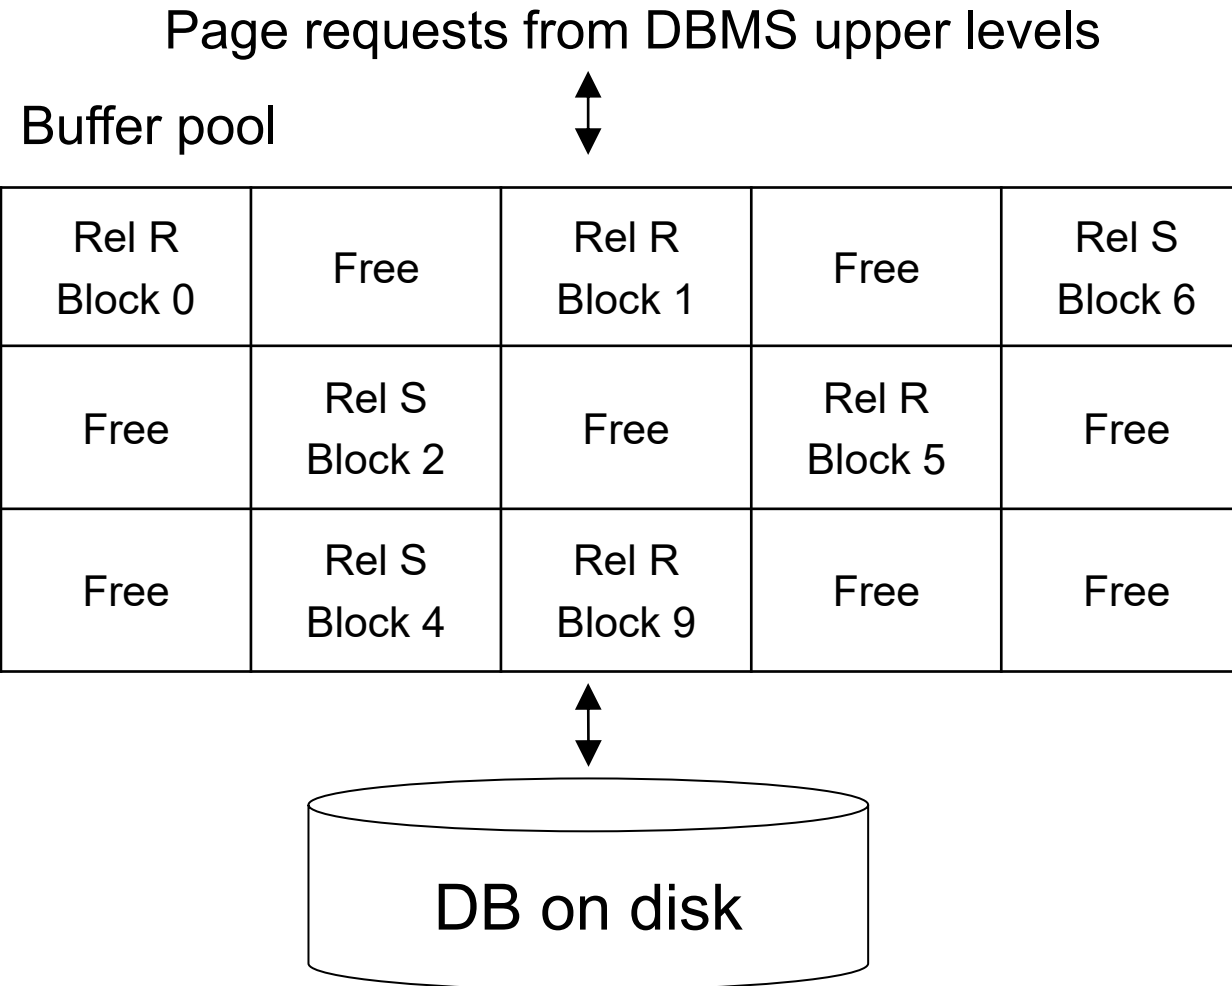 Page requests from DBMS upper levels
Buffer pool
Rel R
Block 0
Free
Rel R
Block 1
Free
Rel S
Block 6
Free
Rel S
Block 2
Free
Rel R
Block 5
Free
Free
Rel S
Block 4
Rel R
Block 9
Free
Free
DB on disk